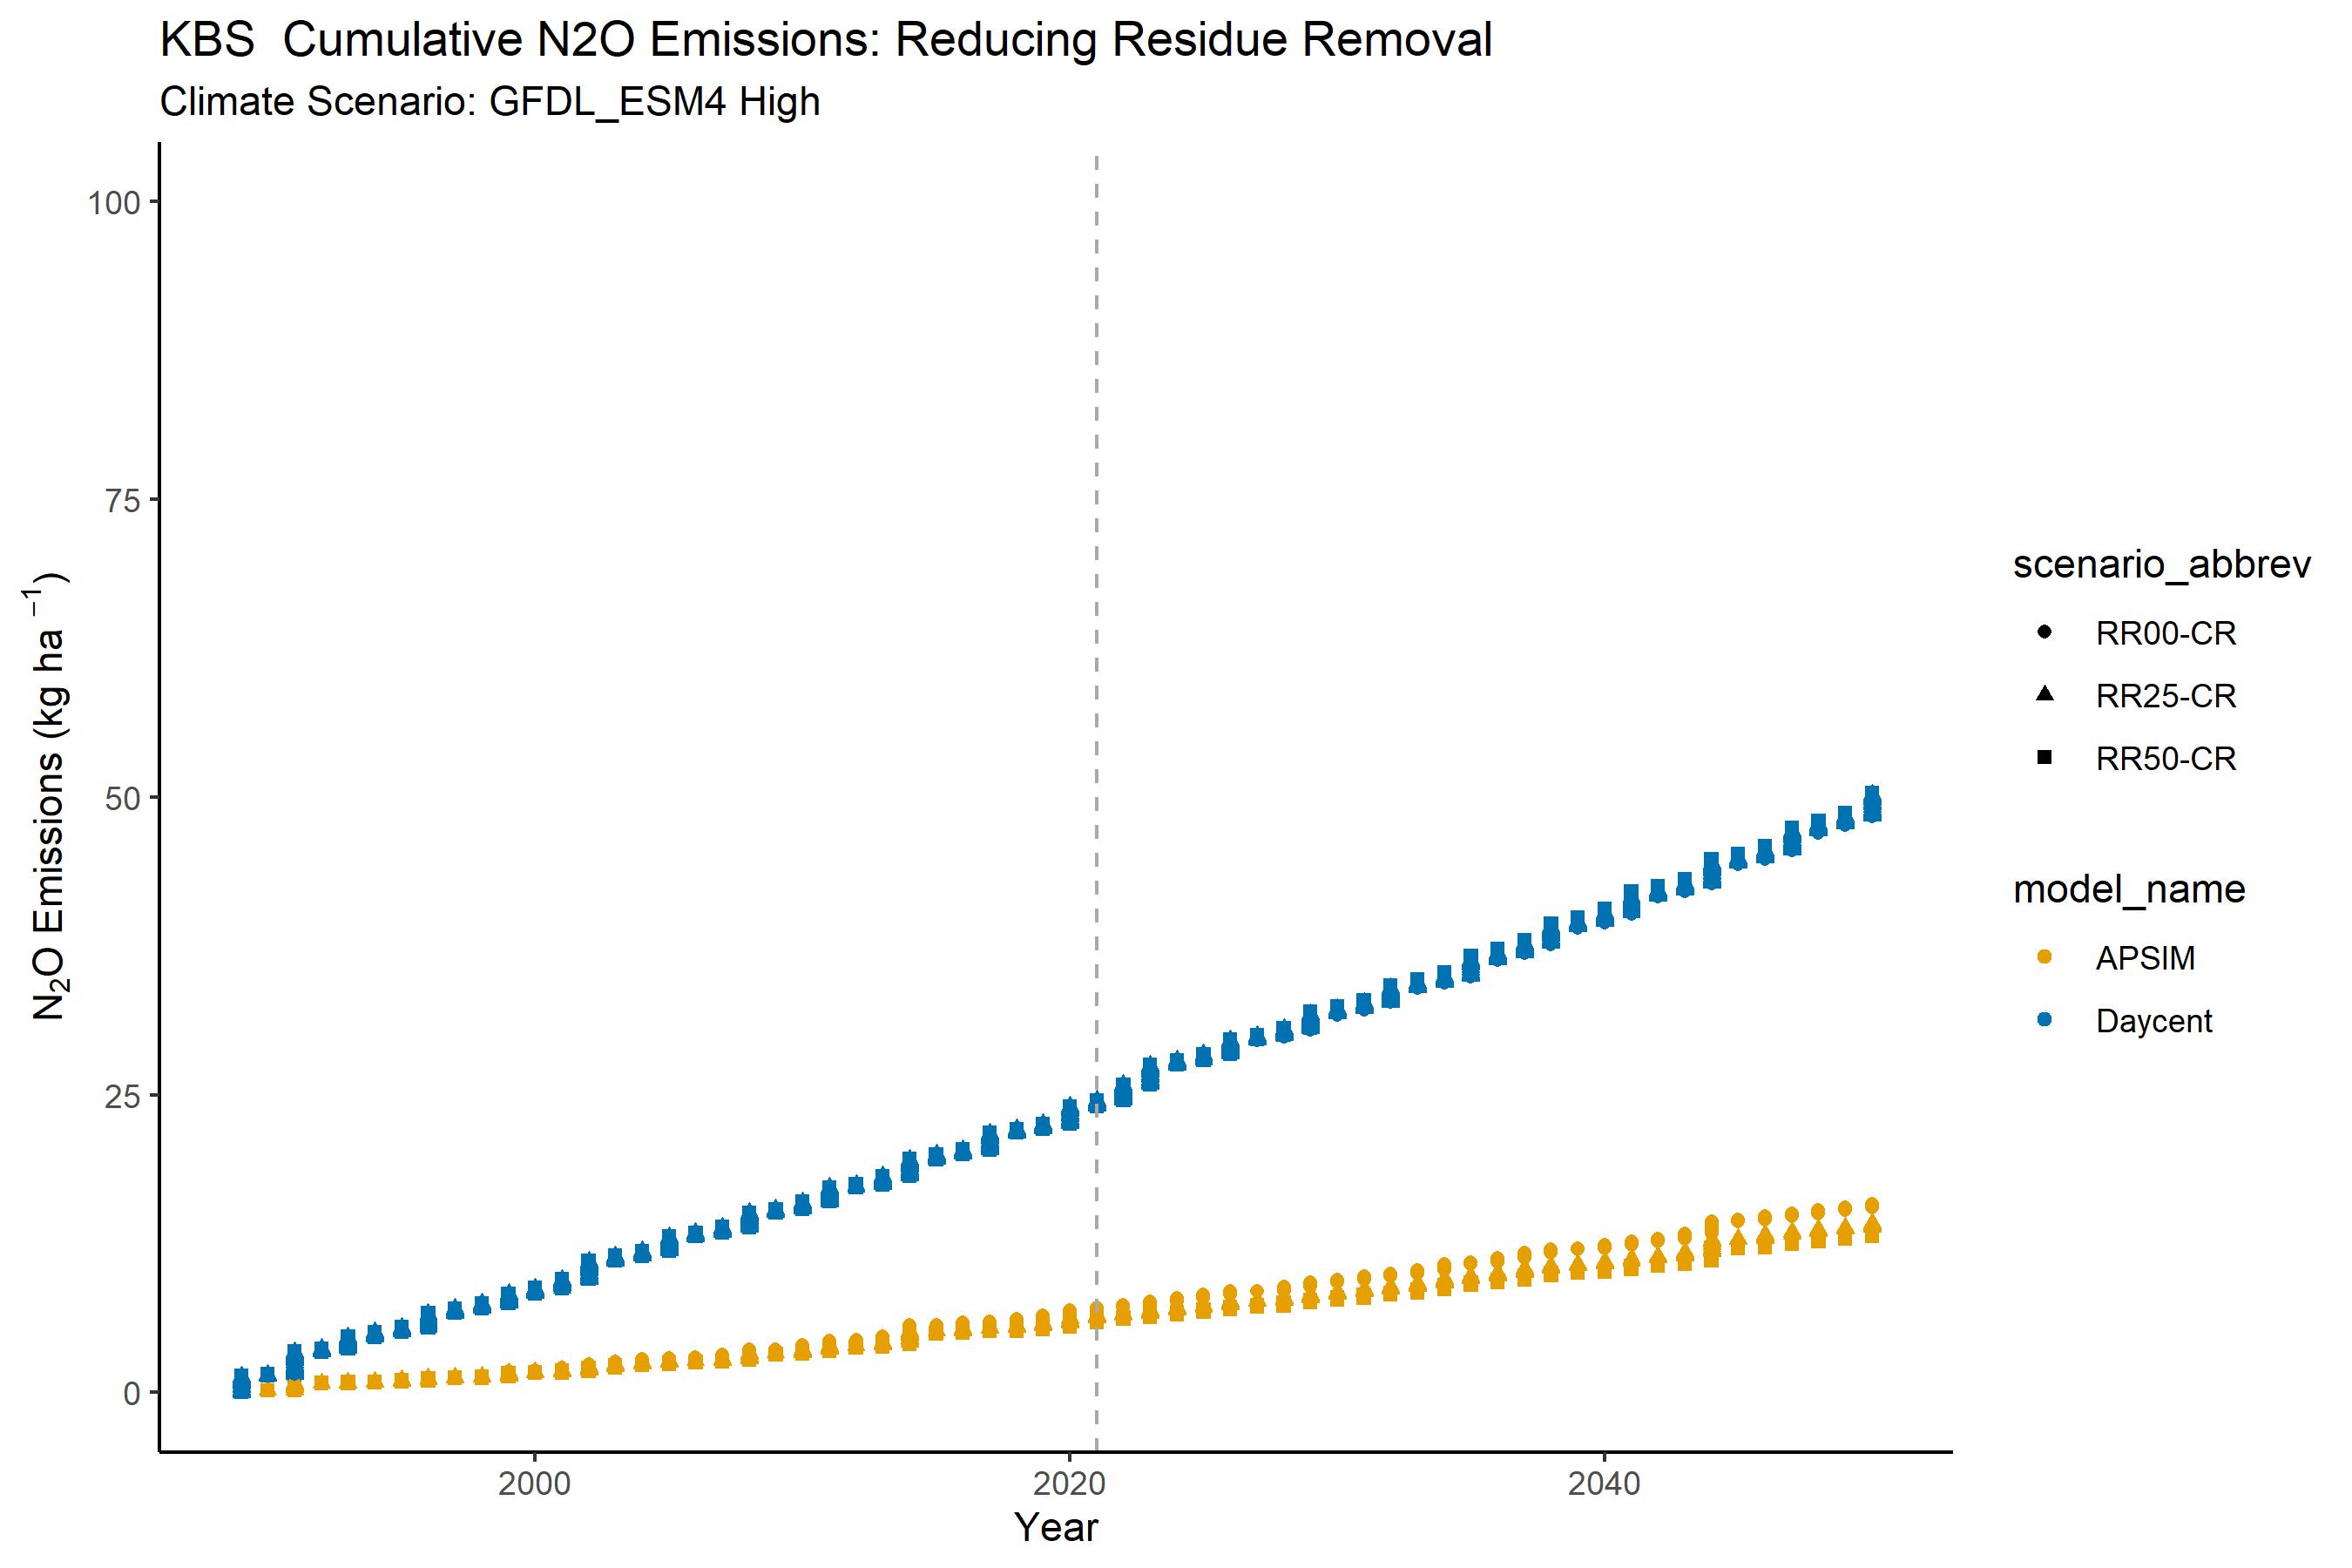 KBS  Cumulative N2O Emissions: Reducing Residue Removal
Climate Scenario: GFDL_ESM4 High
N₂O Emissions (kg ha ⁻¹)
100
75
50
25
0
2000
2020
2040
Year
scenario_abbrev
RR00-CR
RR25-CR
RR50-CR
model_name
APSIM
Daycent